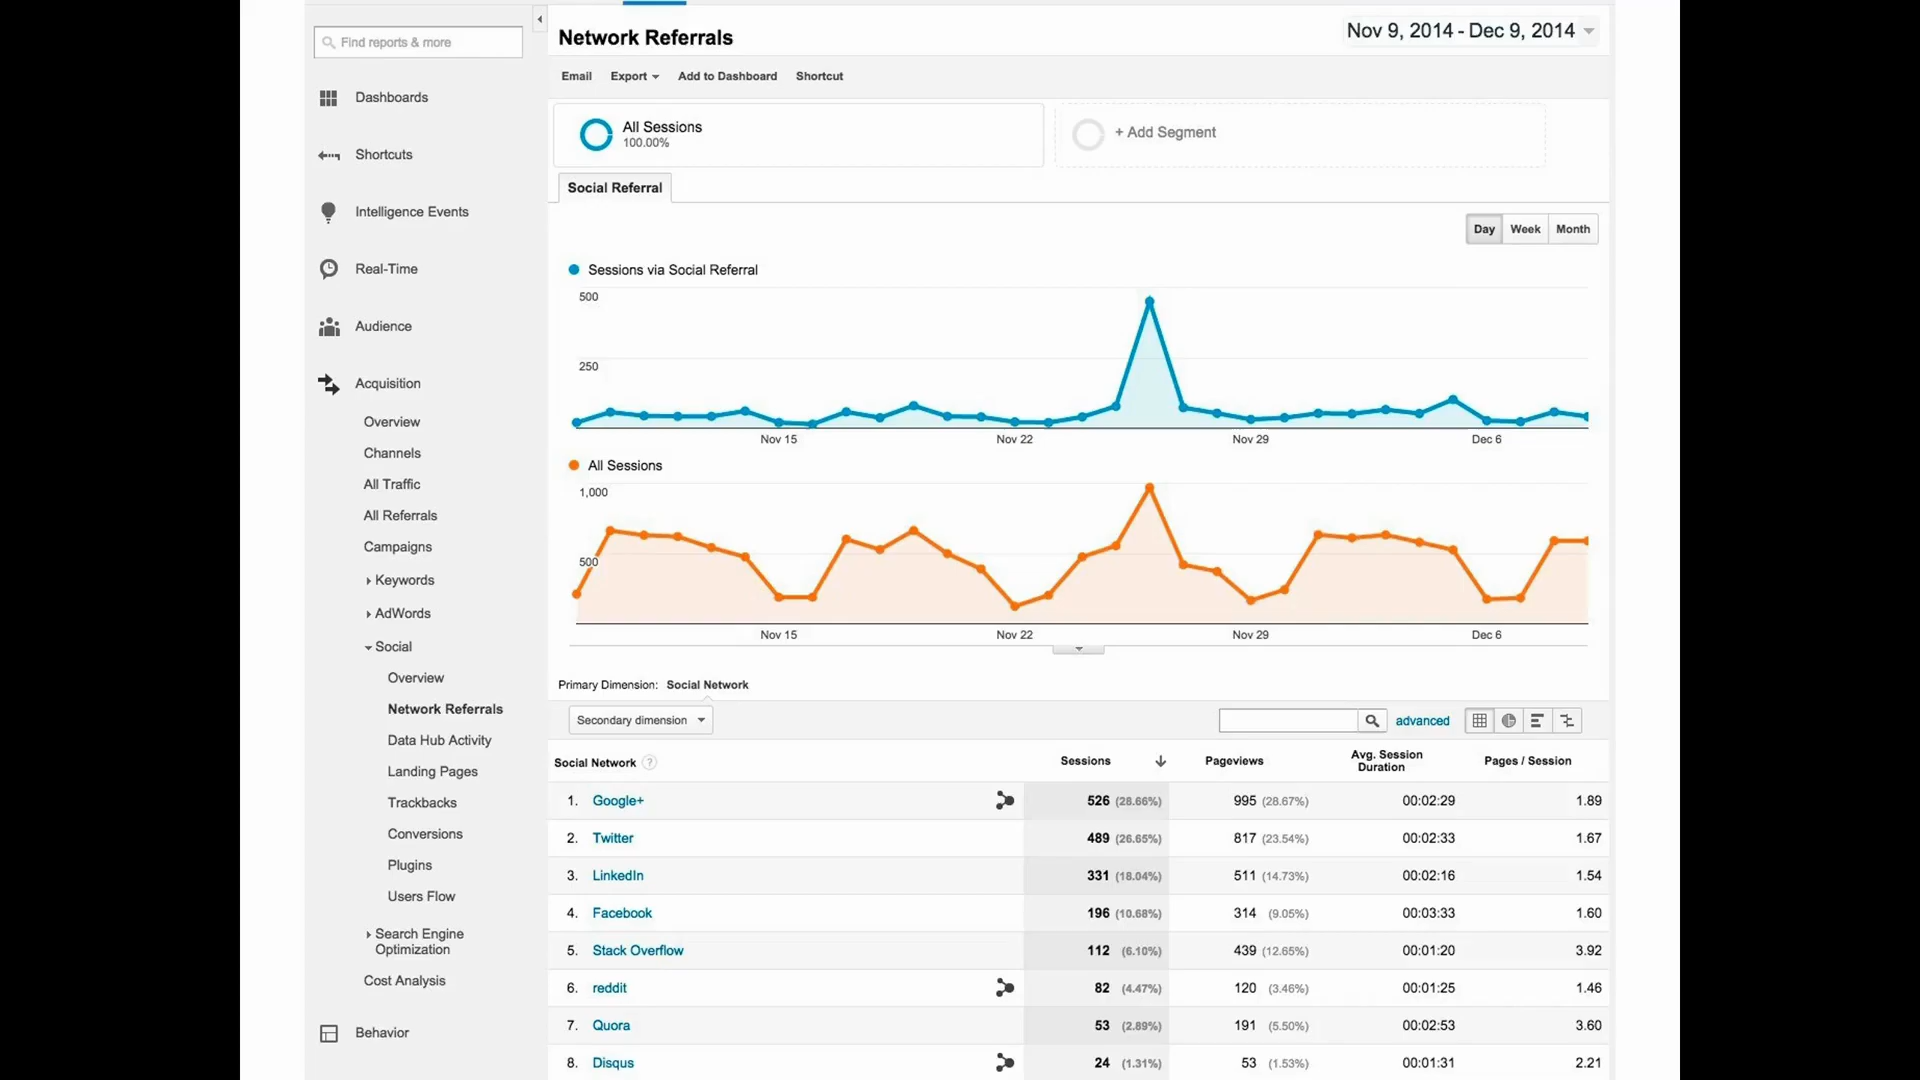 Find reports & more
Dashboards
Shortcuts
Intelligence Events
Real-Time
Audience
Acquisition
Overview
Channels
All Traffic
All Referrals
Campaigns
Keywords
AdWords
Social
Overview
Network Referrals
Data Hub Activity
Landing Pages
Trackbacks
Conversions
Plugins
Users Flow
Search Engine
Optimization
Cost Analysis
Behavior
Network Referrals
Nov 9, 2014 - Dec 9, 2014
Email Export Add to Dashboard Shortcut
All Sessions
100.00%
+ Add Segment
Social Referral
Day Week Month
Sessions via Social Referral
500
250
Nov 15 Nov 22 Nov 29 Dec 6
All Sessions
1,000
500
Nov 15 Nov 22 Nov 29 Dec 6
Primary Dimension: Social Network
Secondary dimension
advanced
Social Network ? Sessions Pageviews Avg. Session Duration Pages / Session
1. Google+ 526 (28.66%) 995 (28.67%) 00:02:29 1.89
2. Twitter 489 (26.65%) 817 (23.54%) 00:02:33 1.67
3. LinkedIn 331 (18.04%) 511 (14.73%) 00:02:16 1.54
4. Facebook 196 (10.68%) 314 (9.05%) 00:03:33 1.60
5. Stack Overflow 112 (6.10%) 439 (12.65%) 00:01:20 3.92
6. reddit 82 (4.47%) 120 (3.46%) 00:01:25 1.46
7. Quora 53 (2.89%) 191 (5.50%) 00:02:53 3.60
8. Disqus 24 (1.31%) 53 (1.53%) 00:01:31 2.21